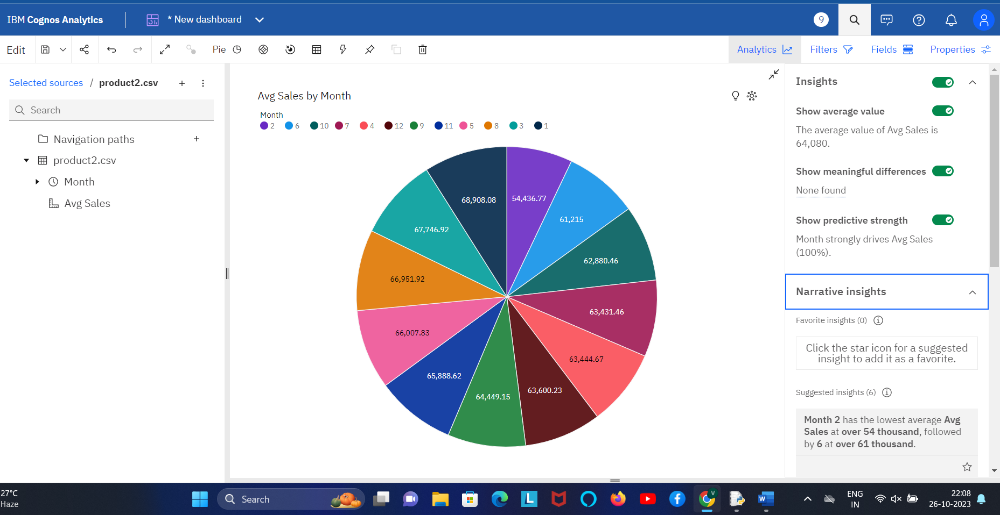 IBM Cognos Analytics
* New dashboard
9
Edit
Pie
Analytics
Filters
Fields
Properties
Selected sources / product2.csv
Search
Navigation paths
product2.csv
Month
Avg Sales
Avg Sales by Month
Month
2 6 10 7 4 12 9 11 5 8 3 1
68,908.08
54,436.77
61,215
67,746.92
62,880.46
66,951.92
63,431.46
66,007.83
63,444.67
65,888.62
63,600.23
64,449.15
Insights
Show average value
The average value of Avg Sales is
64,080.
Show meaningful differences
None found
Show predictive strength
Month strongly drives Avg Sales
(100%).
Narrative insights
Favorite insights (0)
Click the star icon for a suggested
insight to add it as a favorite.
Suggested insights (6)
Month 2 has the lowest average Avg
Sales at over 54 thousand, followed
by 6 at over 61 thousand.
27°C
Haze
Search
L
V
W
ENG
IN
22:08
26-10-2023